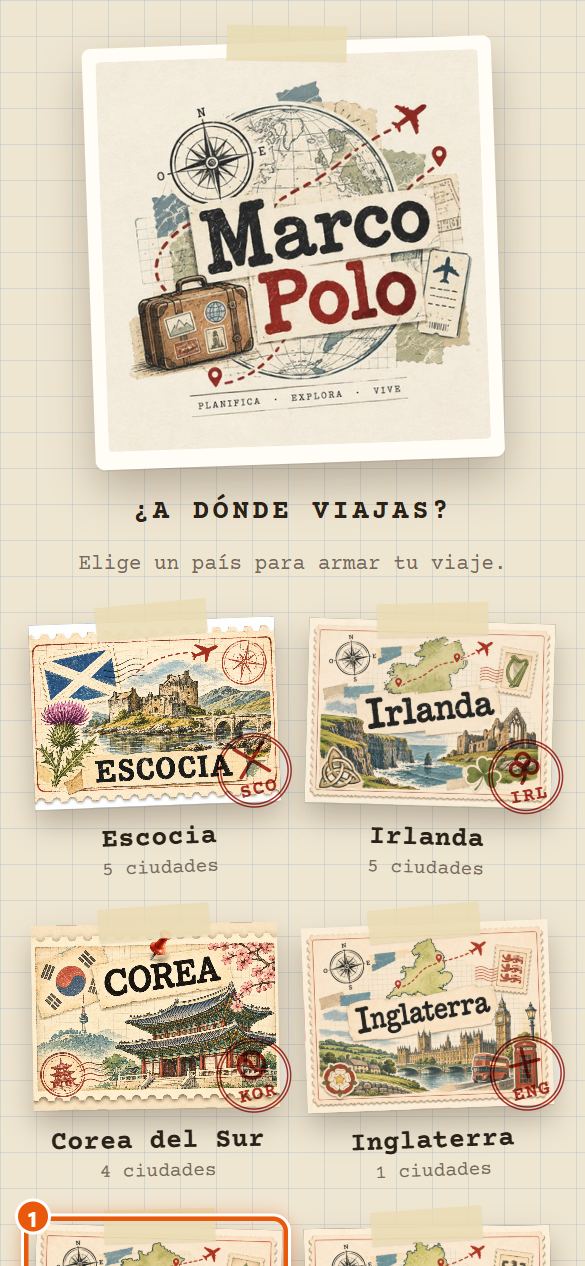 N
E
O
Marco
Polo
PLANIFICA · EXPLORA · VIVE
¿A DÓNDE VIAJAS?
Elige un país para armar tu viaje.
ESCOCIA
SCO
Irlanda
IRL
Escocia
5 ciudades
Irlanda
5 ciudades
COREA
KOR
Inglaterra
ENG
Corea del Sur
4 ciudades
Inglaterra
1 ciudades
1